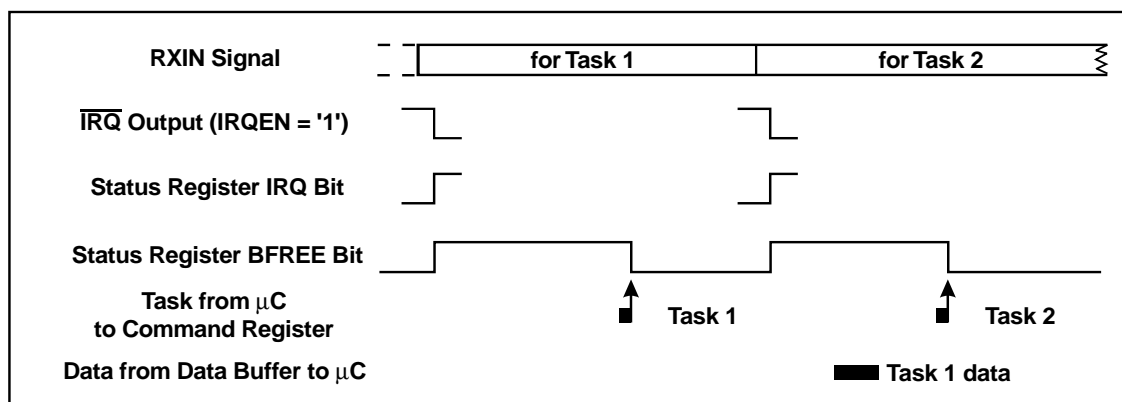 RXIN Signal
for Task 1
for Task 2
IRQ Output (IRQEN = '1')
Status Register IRQ Bit
Status Register BFREE Bit
Task from μC
to Command Register
Task 1
Task 2
Data from Data Buffer to μC
Task 1 data